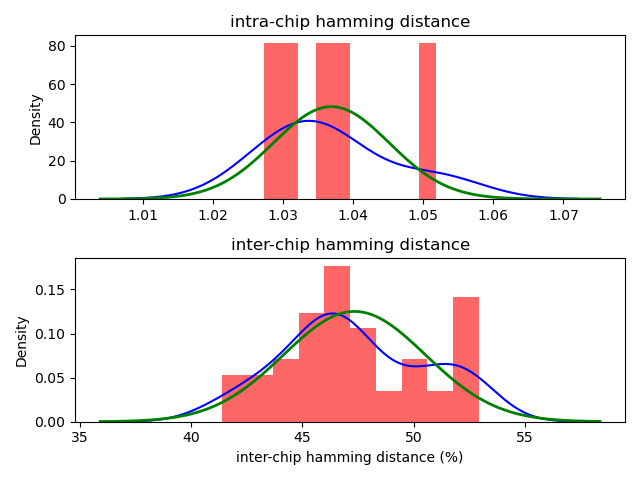 intra-chip hamming distance
80
60
40
20
0
Density
1.01 1.02 1.03 1.04 1.05 1.06 1.07
inter-chip hamming distance
0.15
0.10
0.05
0.00
Density
35 40 45 50 55
inter-chip hamming distance (%)